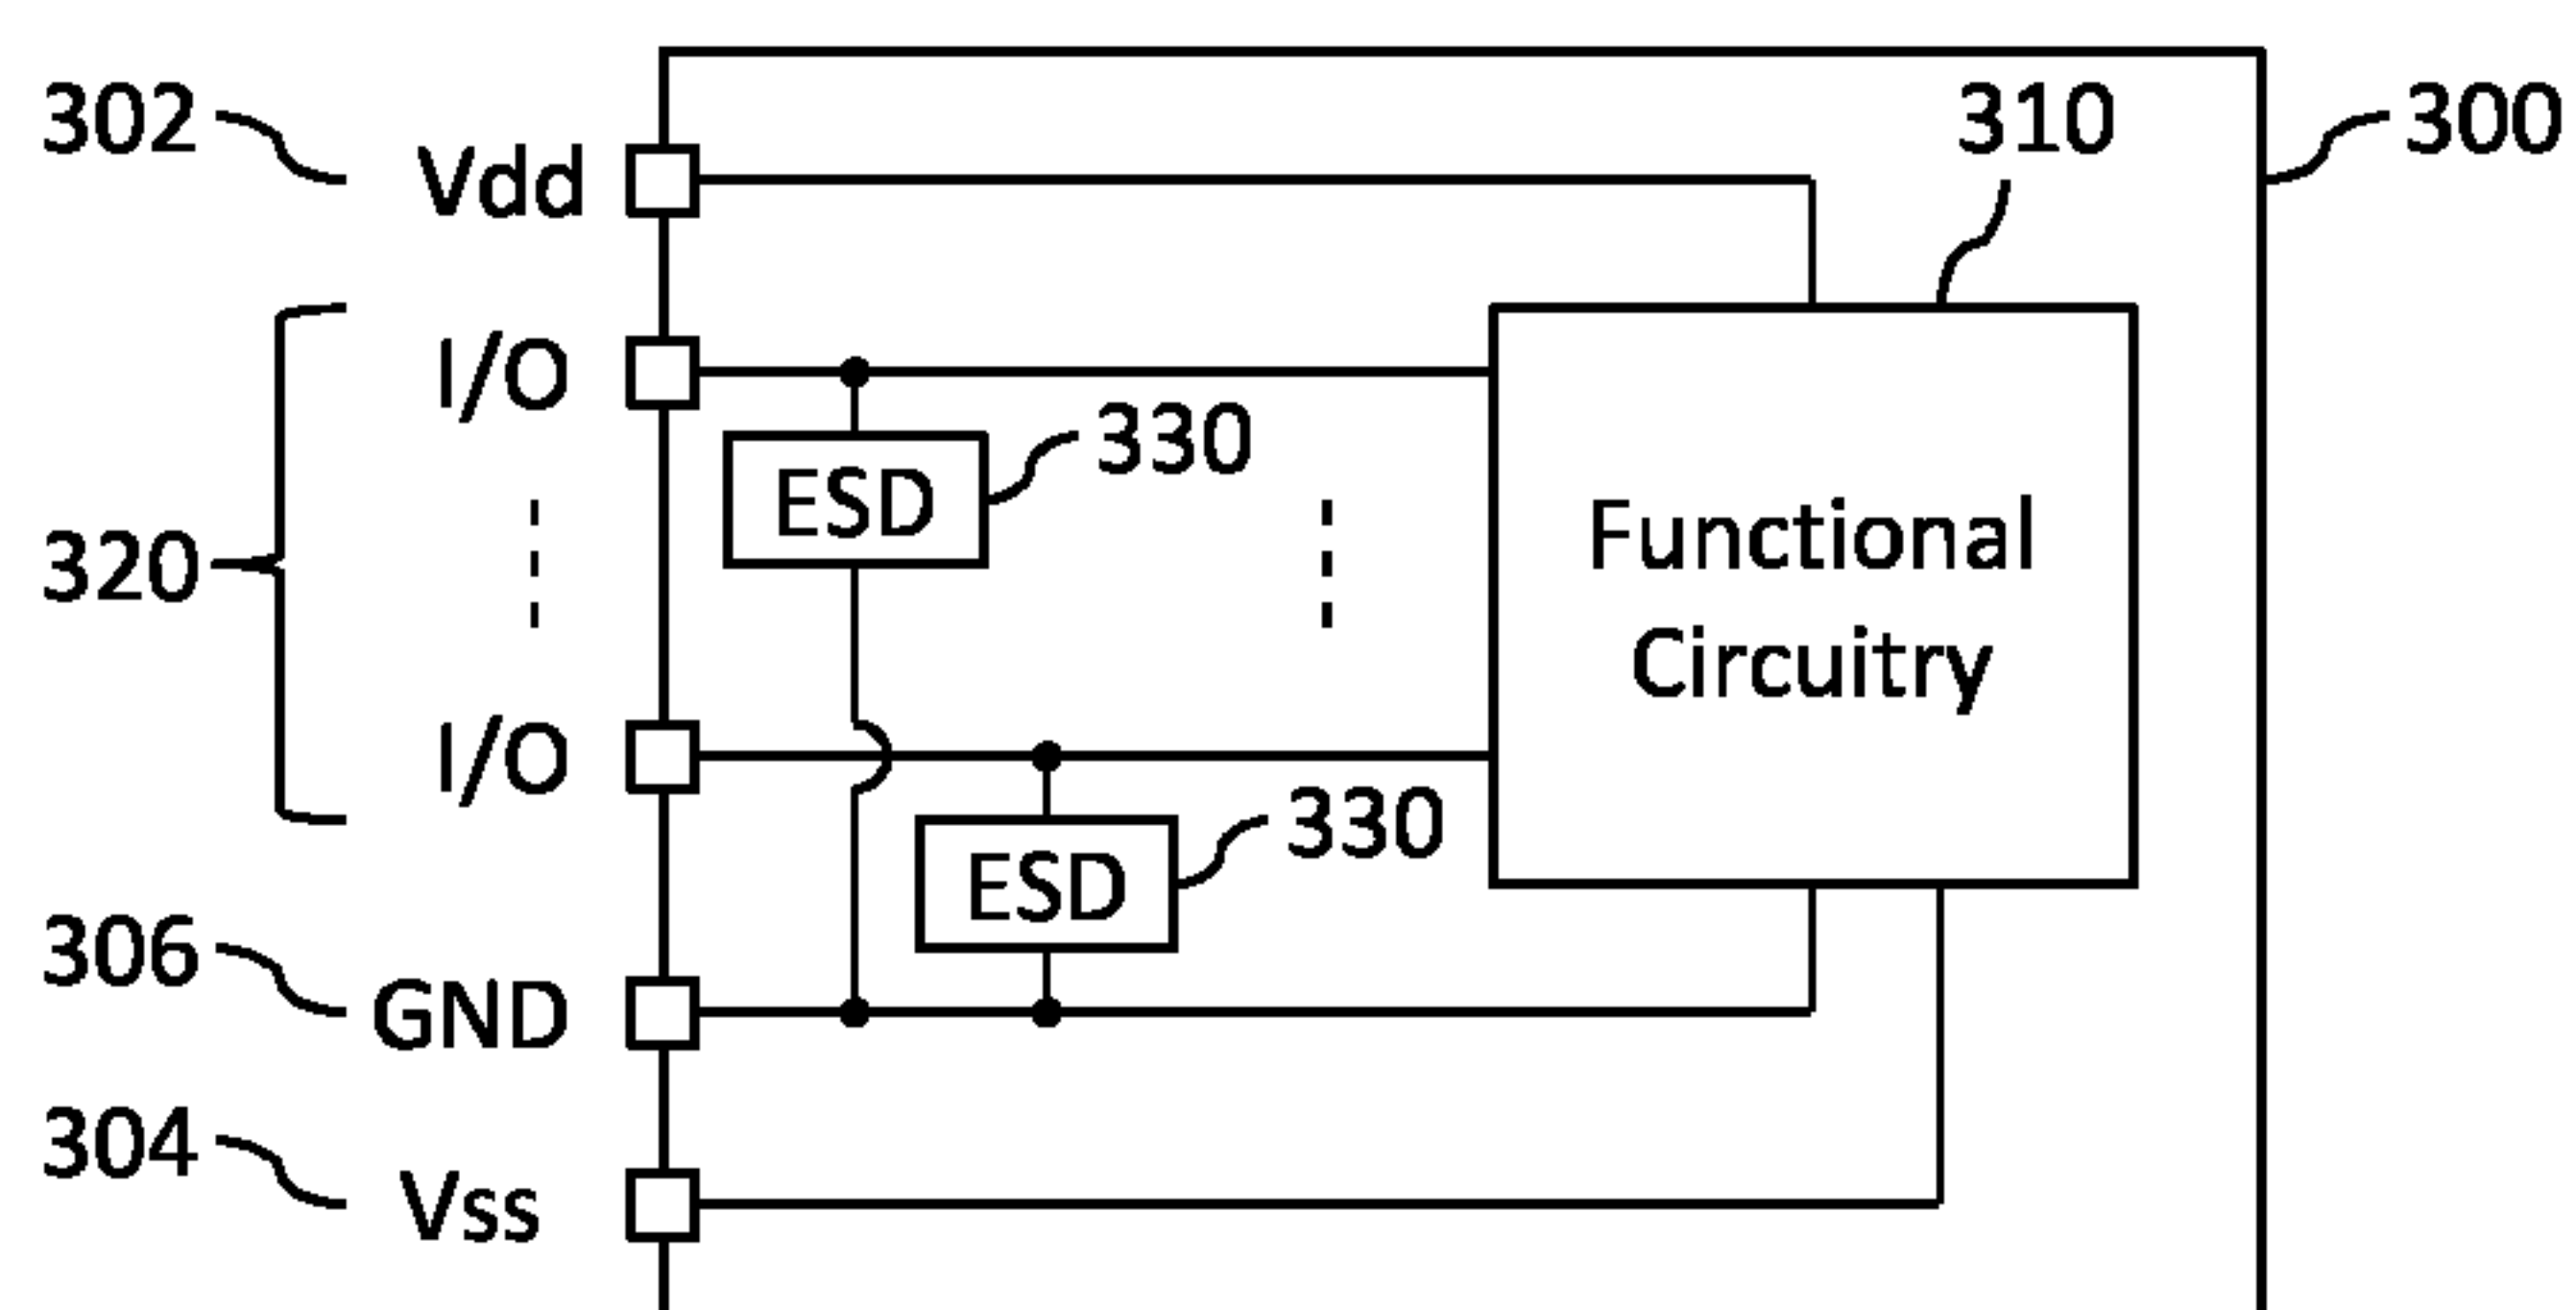 302
Vdd
310
300
I/O
330
ESD
320
Functional
Circuitry
I/O
330
ESD
306
GND
304
Vss